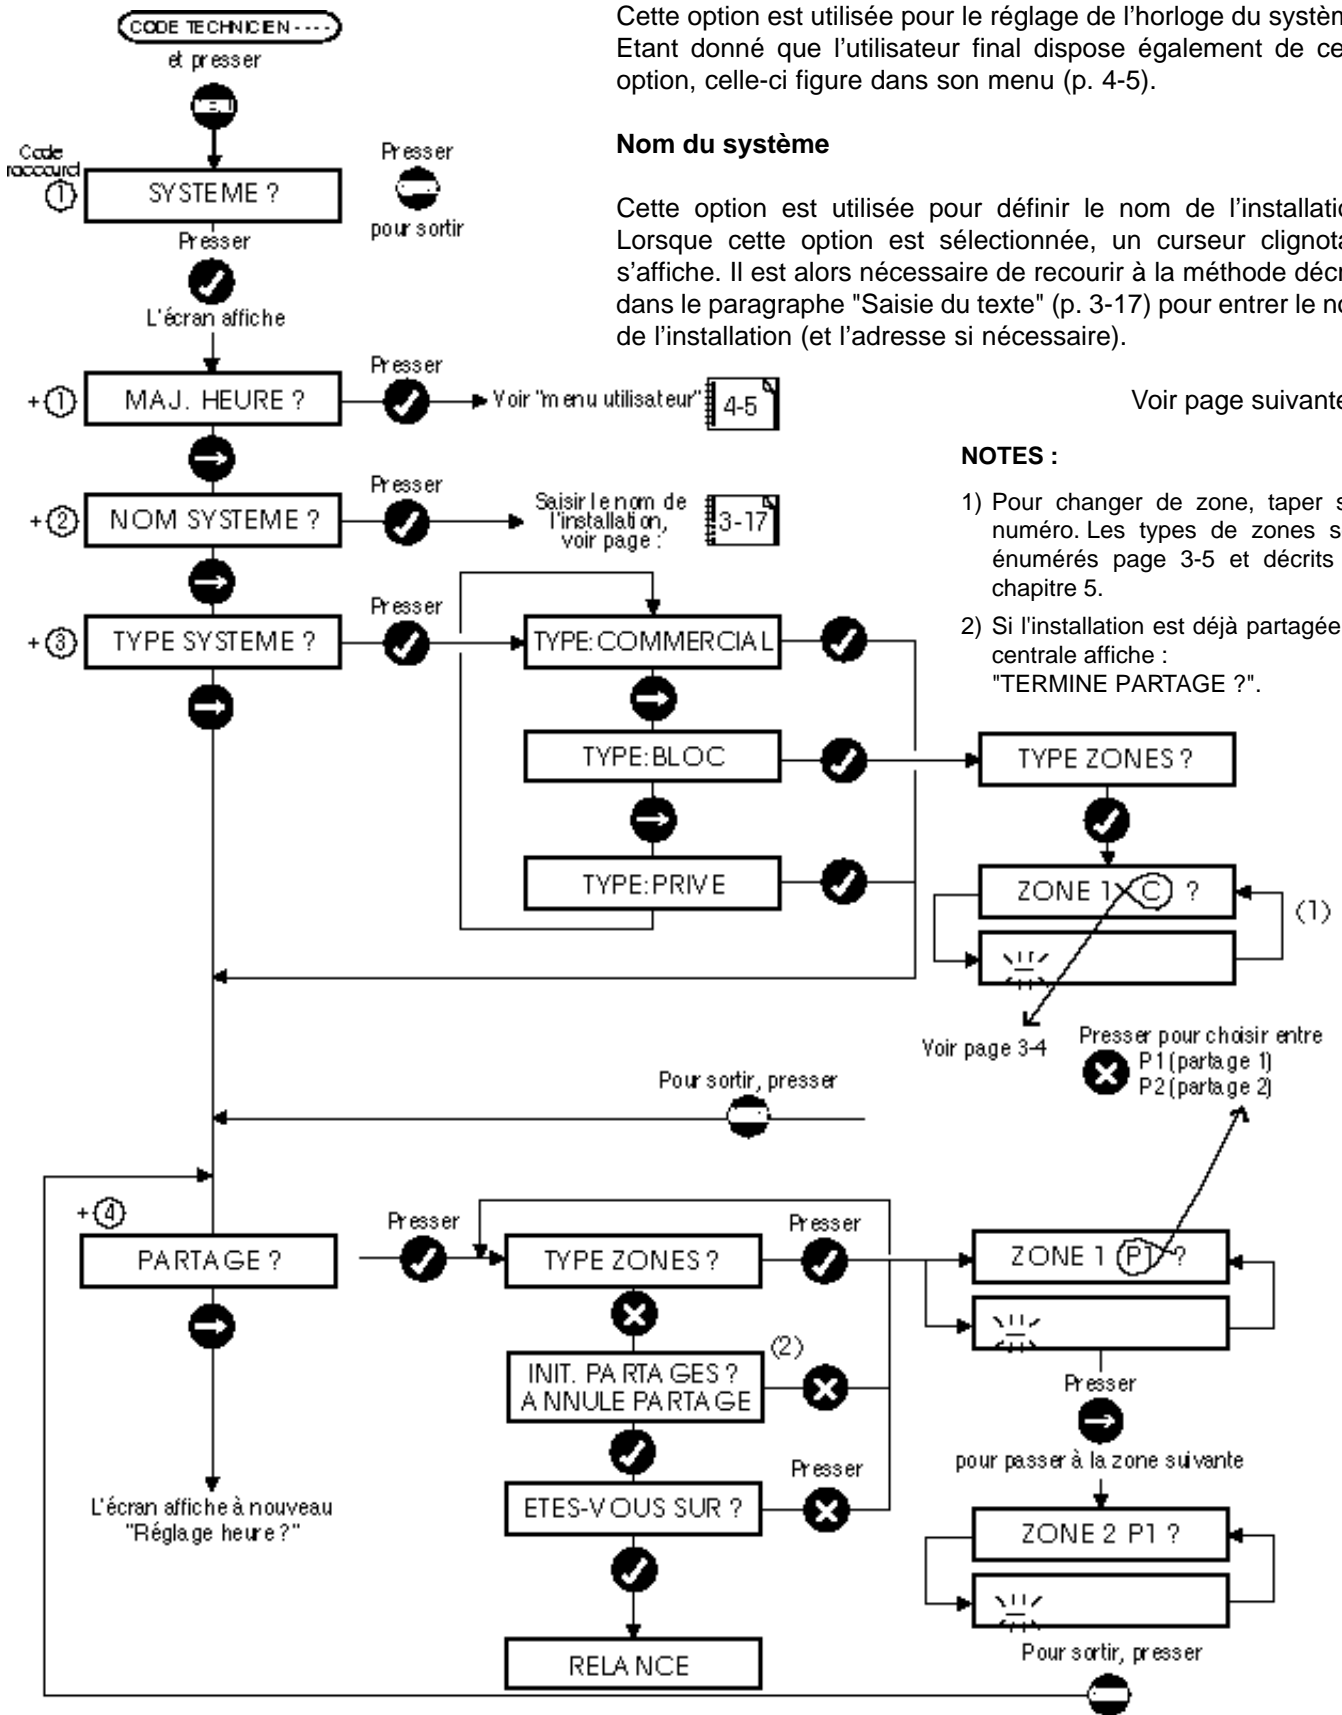 CODE TECHNICIEN - - - -
et presser
Code
raccourci
1
SYSTEME ?
Presser
pour sortir
Presser
L'écran affiche
+ 1
MAJ. HEURE ?
Presser
Voir "menu utilisateur"
4-5
+ 2
NOM SYSTEME ?
Presser
Saisir le nom de
l'installation,
voir page :
3-17
+ 3
TYPE SYSTEME ?
Presser
TYPE:COMMERCIAL
TYPE:BLOC
TYPE:PRIVE
Cette option est utilisée pour le réglage de l'horloge du systèm
Etant donné que l'utilisateur final dispose également de ce
option, celle-ci figure dans son menu (p. 4-5).
Nom du système
Cette option est utilisée pour définir le nom de l'installatio
Lorsque cette option est sélectionnée, un curseur clignota
s'affiche. Il est alors nécessaire de recourir à la méthode décr
dans le paragraphe "Saisie du texte" (p. 3-17) pour entrer le no
de l'installation (et l'adresse si nécessaire).
Voir page suivante
NOTES :
1) Pour changer de zone, taper s
numéro. Les types de zones s
énumérés page 3-5 et décrits
chapitre 5.
2) Si l'installation est déjà partagée
centrale affiche :
"TERMINE PARTAGE ?".
TYPE ZONES ?
ZONE 1 C ?
(1)
Voir page 3-4
Presser pour choisir entre
P1 (partage 1)
P2 (partage 2)
Pour sortir, presser
+ 4
PARTAGE ?
Presser
TYPE ZONES ?
Presser
ZONE 1 P1 ?
INIT. PARTAGES ?
ANNULE PARTAGE
(2)
Presser
pour passer à la zone suivante
ETES-VOUS SUR ?
Presser
ZONE 2 P1 ?
L'écran affiche à nouveau
"Réglage heure ?"
RELANCE
Pour sortir, presser